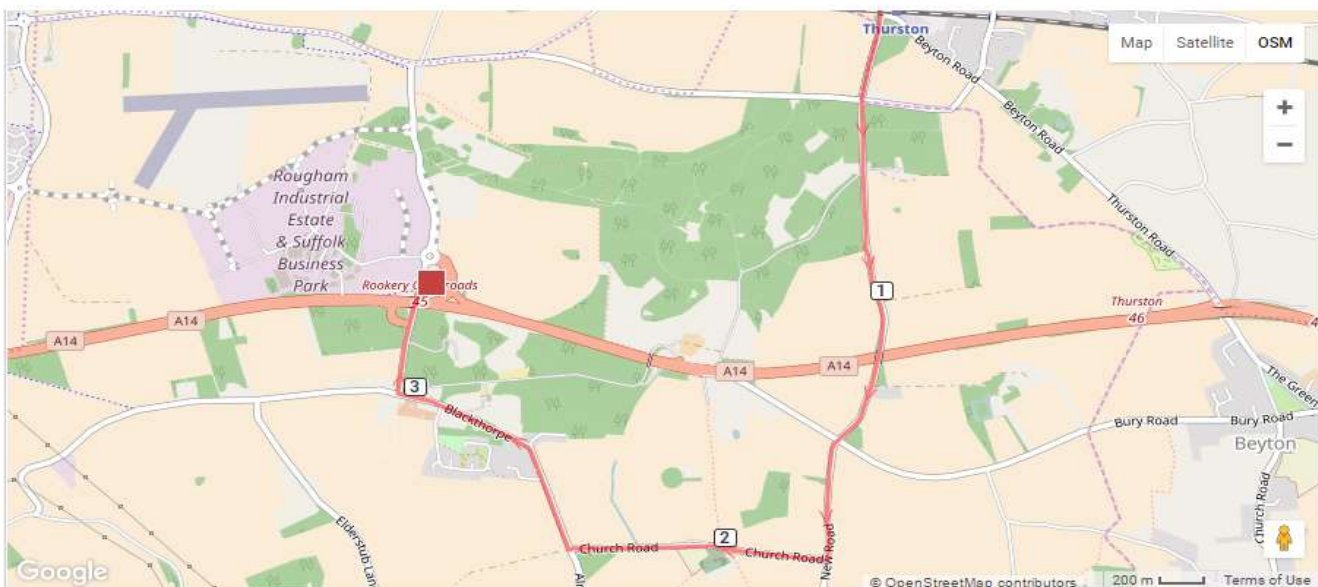 Thurston
Map
Satellite
OSM
Beyton Road
Beyton Road
+
−
Rougham
Industrial
Estate
& Suffolk
Business
Park
Thurston Road
Rookery
roads
45
1
Thurston
46
A14
A14
A14
A14
3
Blackthorpe
The Green
Bury Road
Bury Road
Beyton
Elderstub Lan
Church Road
2
Church Road
New Road
Church Road
Google
© OpenStreetMap contributors
200 m
Terms of Use